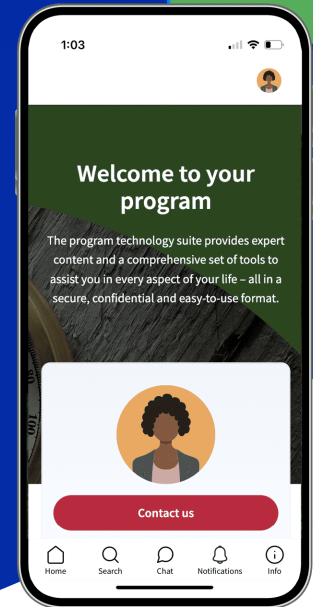 1:03
Welcome to your
program
The program technology suite provides expert
content and a comprehensive set of tools to
assist you in every aspect of your life – all in a
secure, confidential and easy-to-use format.
Contact us
Home Search Chat Notifications Info